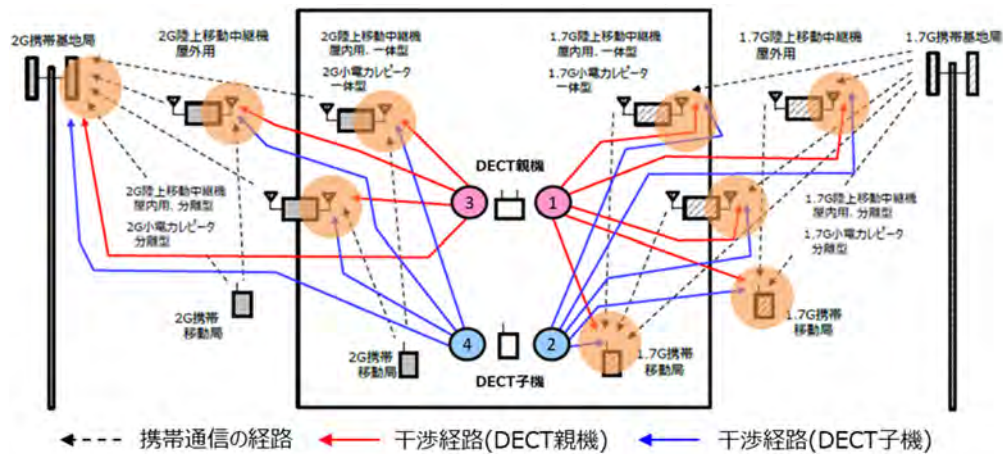 2G携帯基地局
2G陸上移動中継機
屋外用
2G陸上移動中継機
屋内用、一体型
2G小電力レピータ
一体型
1.7G陸上移動中継機
屋内用、一体型
1.7G小電力レピータ
一体型
1.7G陸上移動中継機
屋外用
1.7G携帯基地局
DECT親機
3
1
2G陸上移動中継機
屋内用、分離型
2G小電力レピータ
分離型
1.7G陸上移動中継機
屋内用、分離型
1.7G小電力レピータ
分離型
2G携帯
移動局
1.7G携帯
移動局
4
2
2G携帯
移動局
DECT子機
1.7G携帯
移動局
携帯通信の経路
干渉経路(DECT親機)
干渉経路(DECT子機)